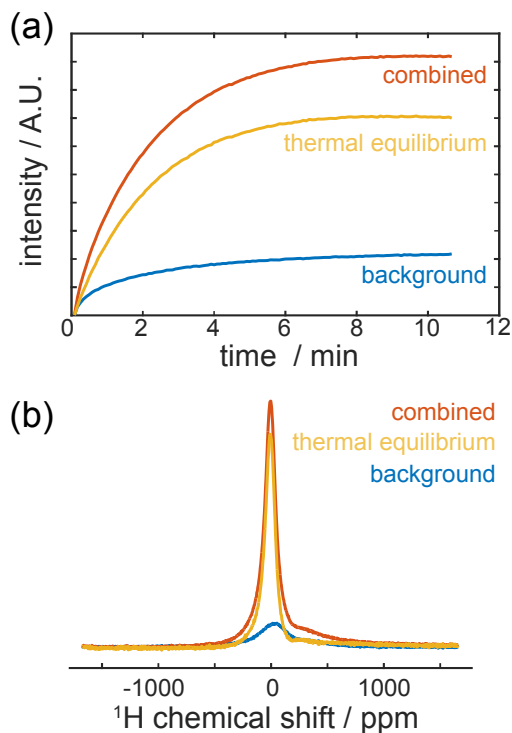 (a)
intensity / A.U.
combined
thermal equilibrium
background
0 2 4 6 8 10 12
time / min
(b)
combined
thermal equilibrium
background
-1000 0 1000
¹H chemical shift / ppm